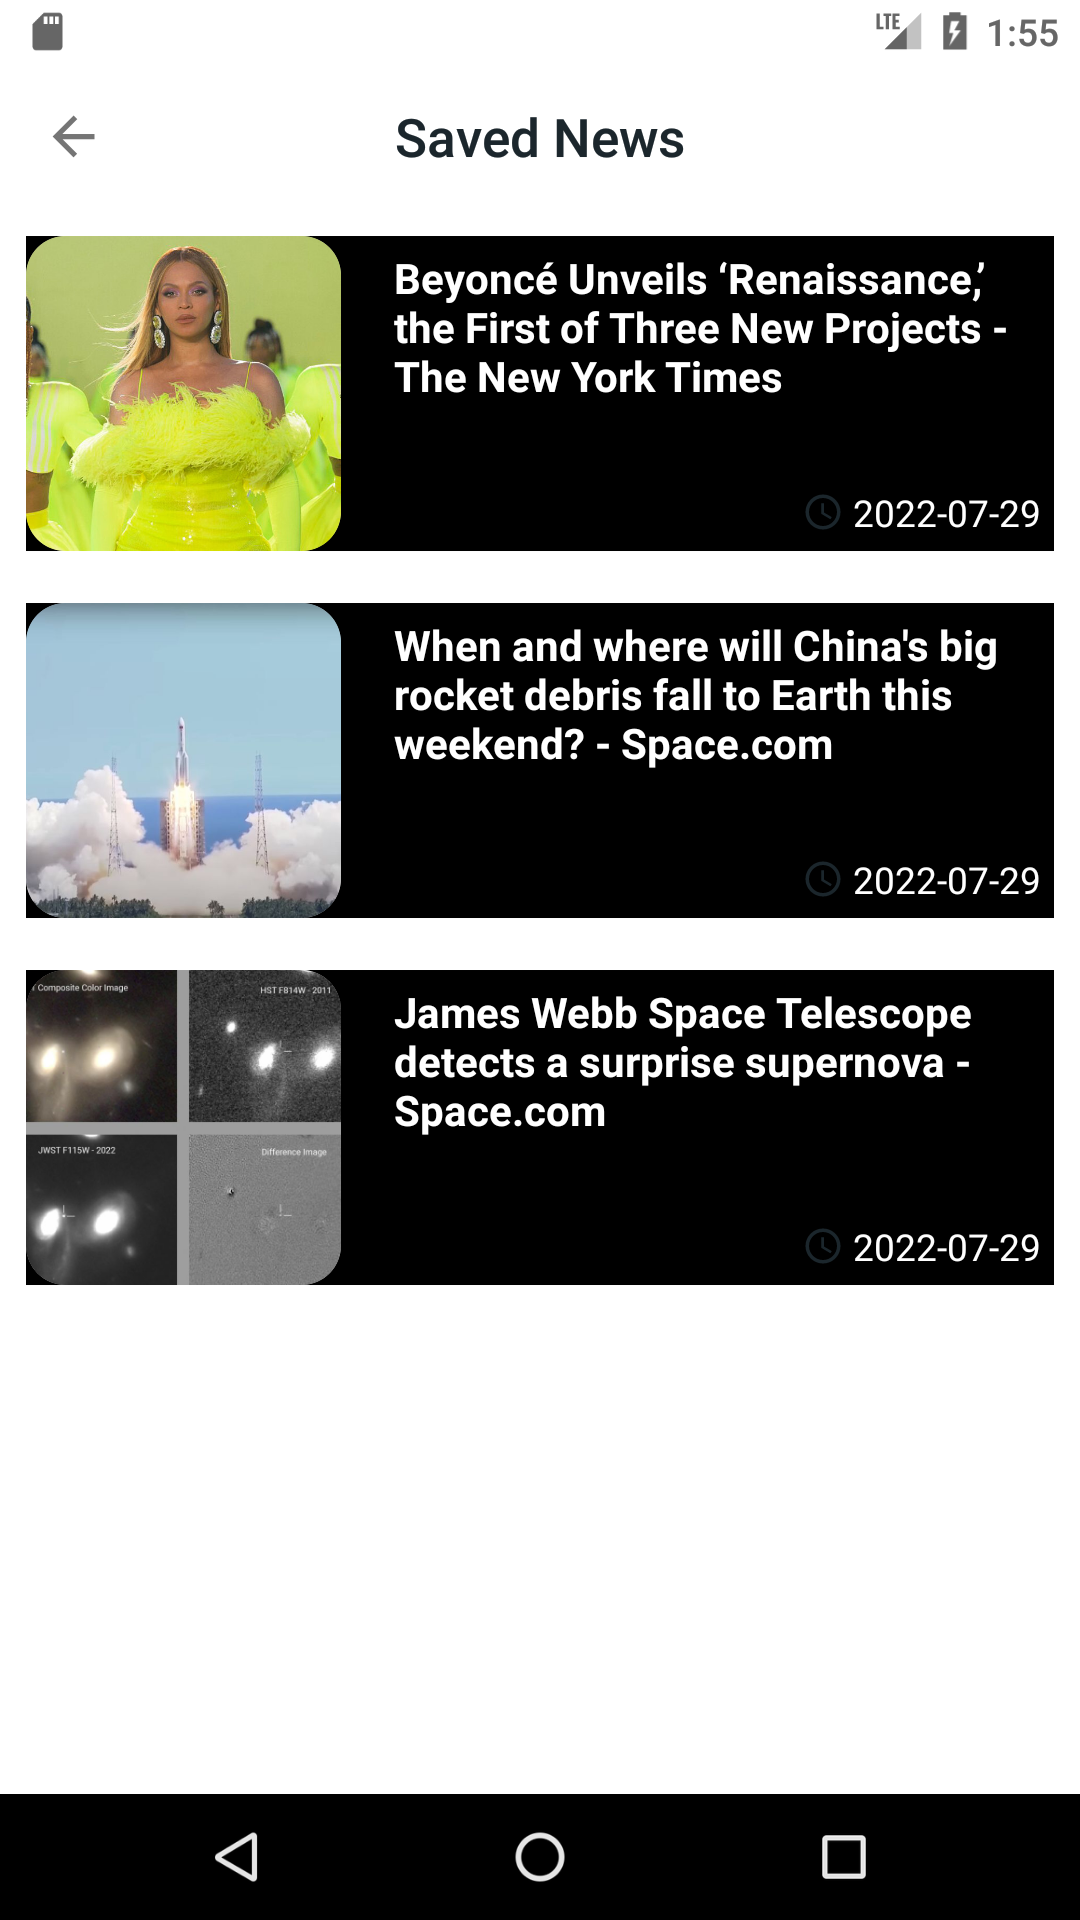 LTE 1:55
Saved News
Beyoncé Unveils ‘Renaissance,’
the First of Three New Projects -
The New York Times
2022-07-29
When and where will China's big
rocket debris fall to Earth this
weekend? - Space.com
2022-07-29
Composite Color Image
HST F814W - 2011
JWST F115W - 2022
Difference Image
James Webb Space Telescope
detects a surprise supernova -
Space.com
2022-07-29